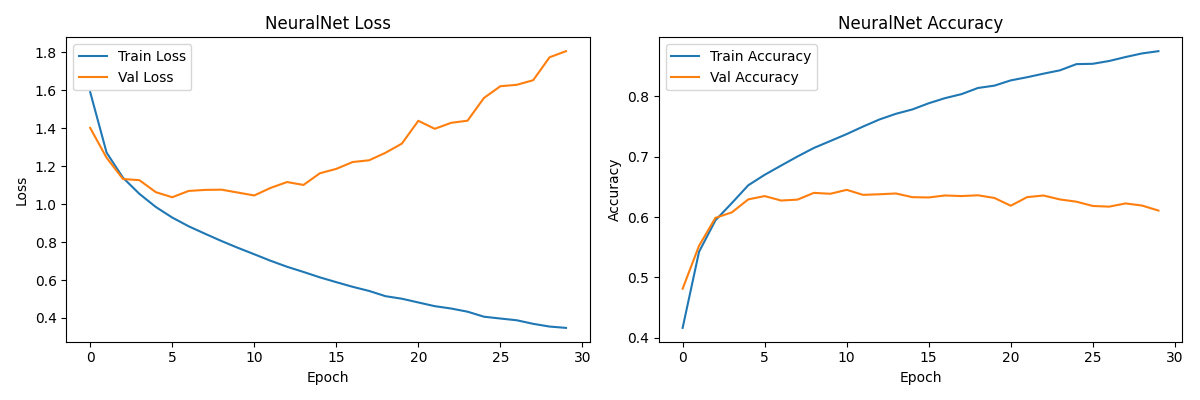 NeuralNet Loss
Train Loss
Val Loss
1.8
1.6
1.4
1.2
1.0
0.8
0.6
0.4
Loss
0 5 10 15 20 25 30
Epoch
NeuralNet Accuracy
Train Accuracy
Val Accuracy
0.8
0.7
0.6
0.5
0.4
Accuracy
0 5 10 15 20 25 30
Epoch